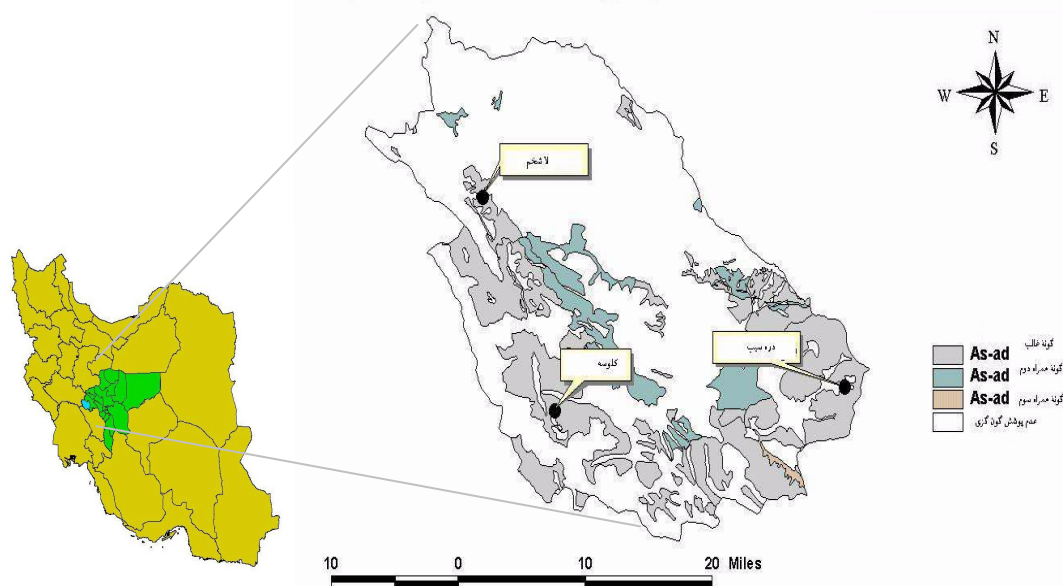 N
W E
S
لاشخم
دره سیب
کلوسه
گونه غالب
As-ad
گونه همراه دوم
As-ad
گونه همراه سوم
As-ad
عدم پوشش گون گزی
10 0 10 20 Miles